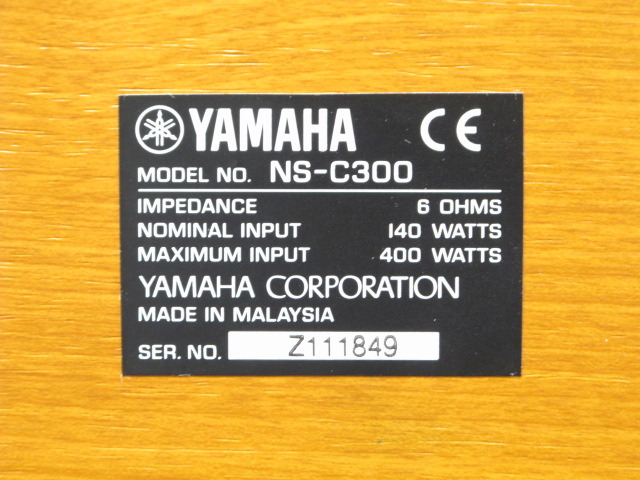 YAMAHA CE
MODEL NO. NS-C300
IMPEDANCE 6 OHMS
NOMINAL INPUT 140 WATTS
MAXIMUM INPUT 400 WATTS
YAMAHA CORPORATION
MADE IN MALAYSIA
SER. NO. Z111849